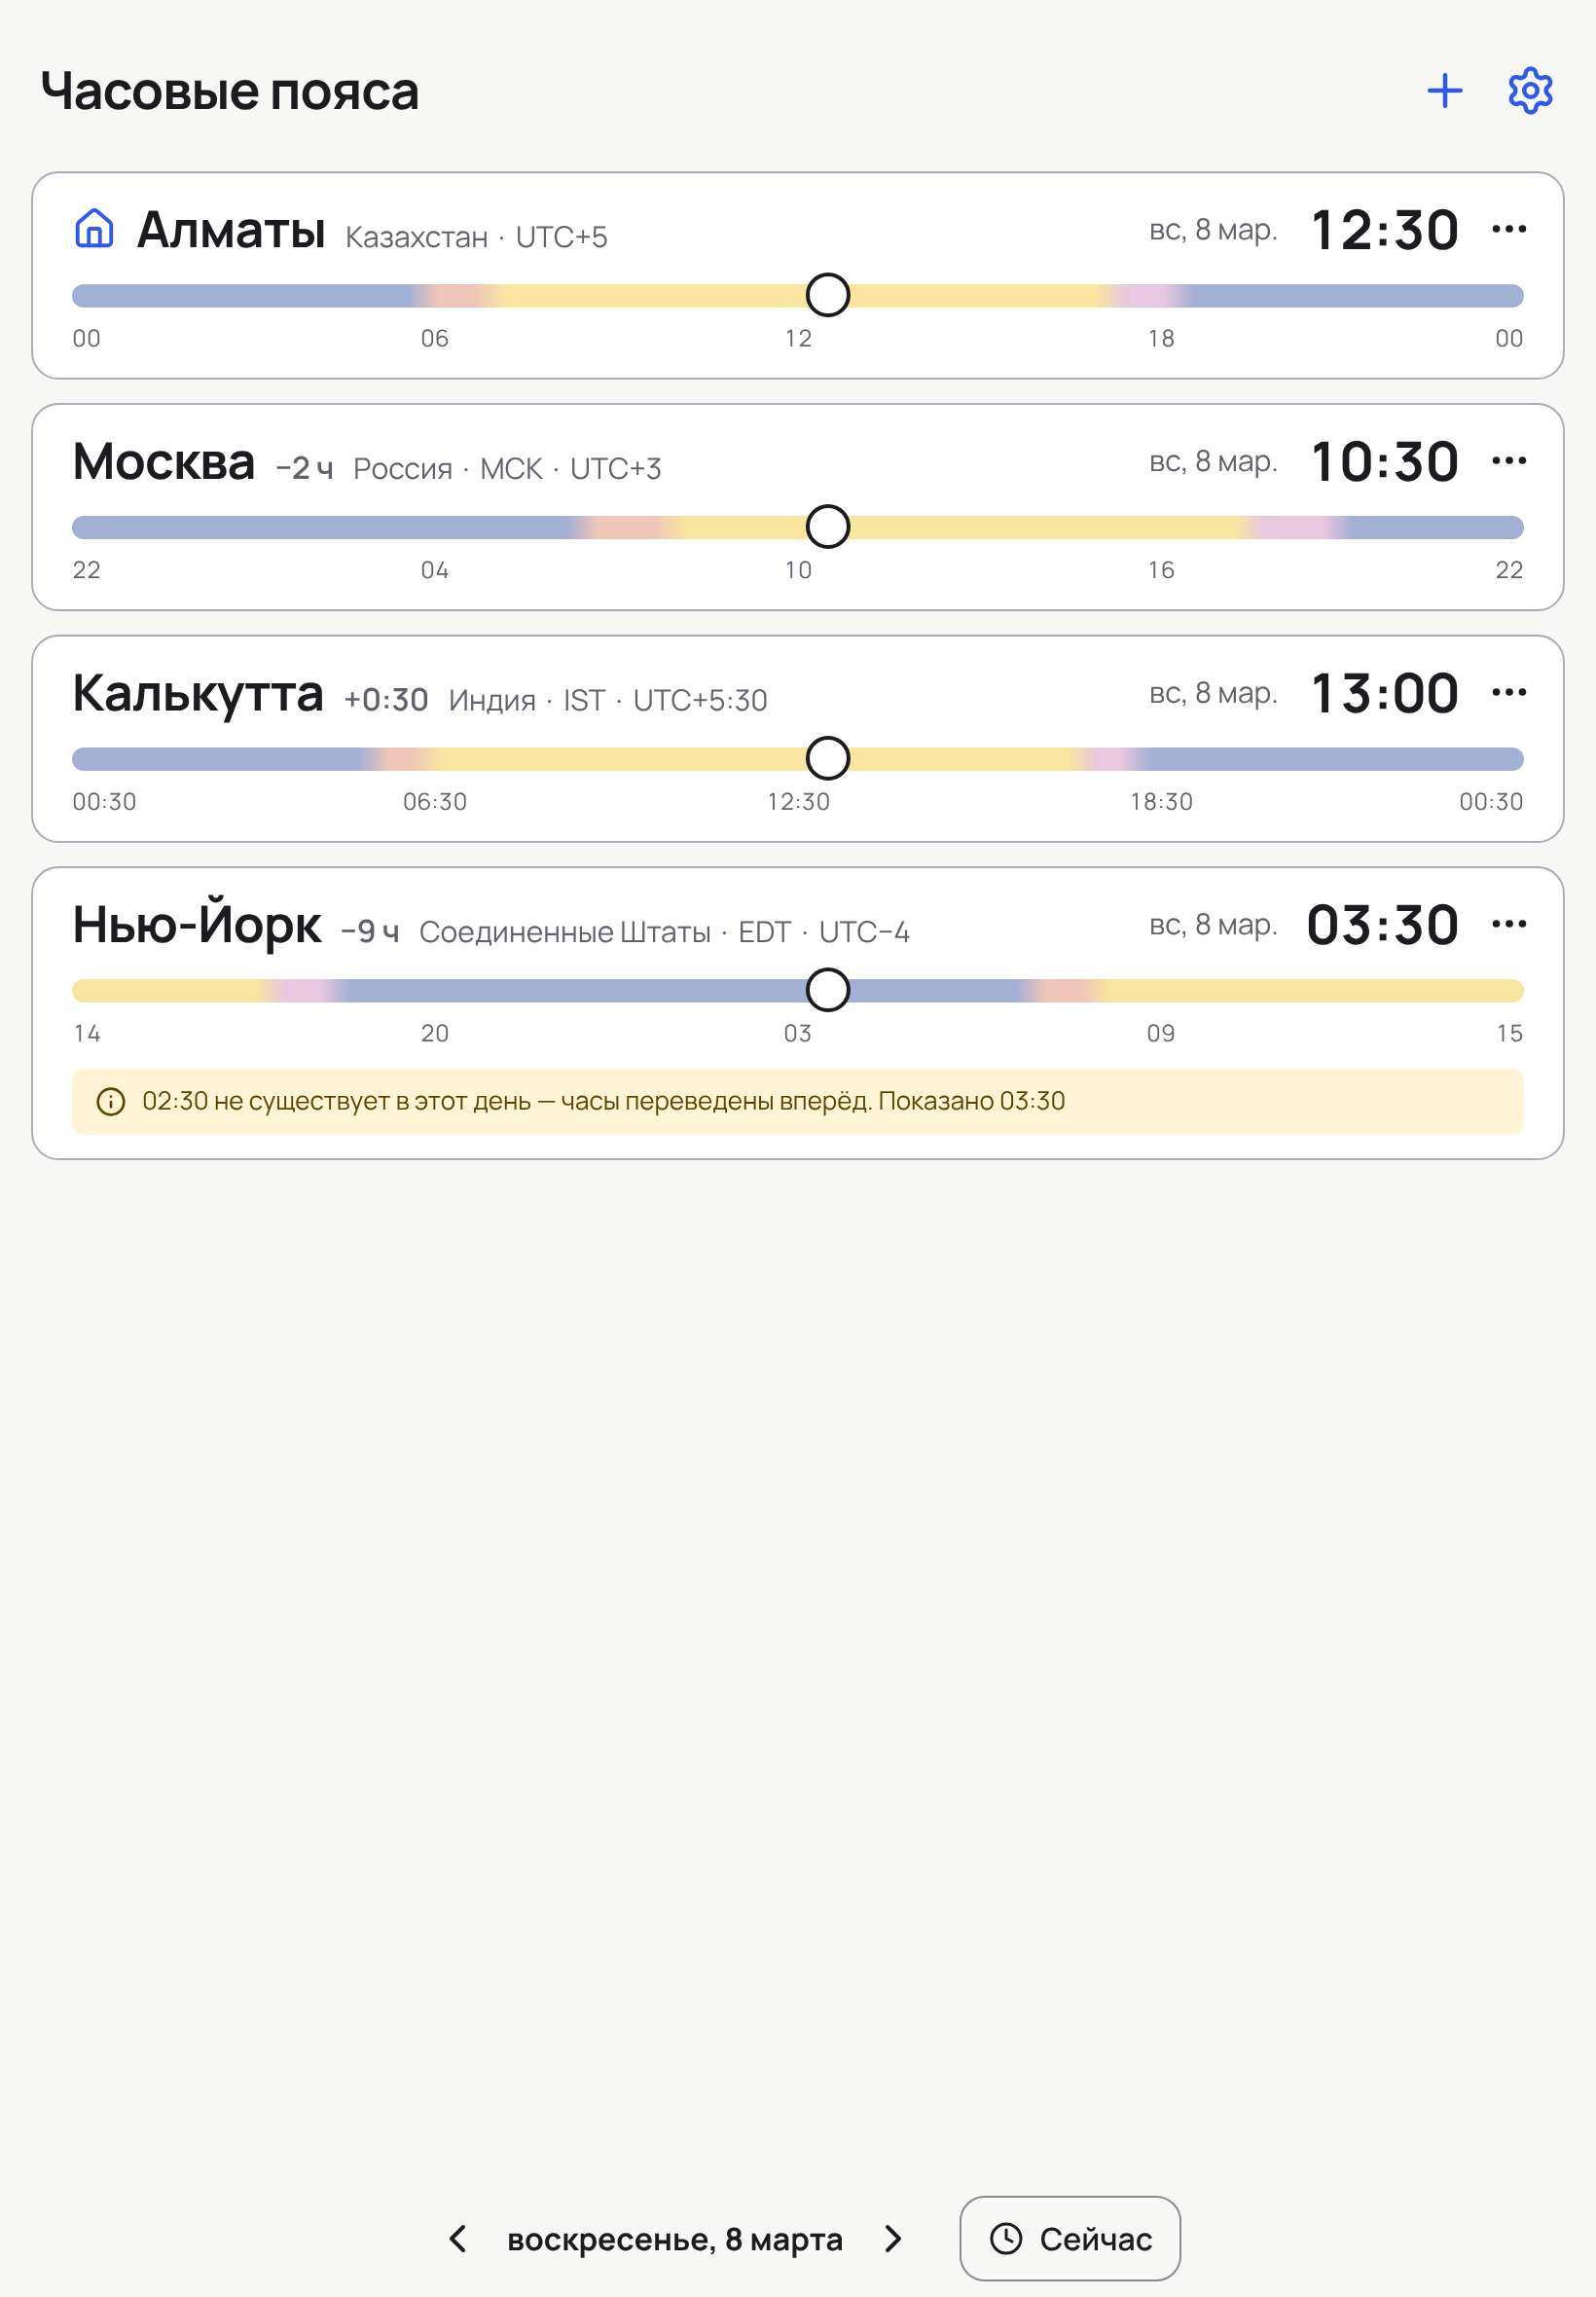 Часовые пояса
Алматы Казахстан · UTC+5 вс, 8 мар. 12:30
00 06 12 18 00
Москва −2 ч Россия · МСК · UTC+3 вс, 8 мар. 10:30
22 04 10 16 22
Калькутта +0:30 Индия · IST · UTC+5:30 вс, 8 мар. 13:00
00:30 06:30 12:30 18:30 00:30
Нью-Йорк −9 ч Соединенные Штаты · EDT · UTC−4 вс, 8 мар. 03:30
14 20 03 09 15
02:30 не существует в этот день — часы переведены вперёд. Показано 03:30
воскресенье, 8 марта Сейчас